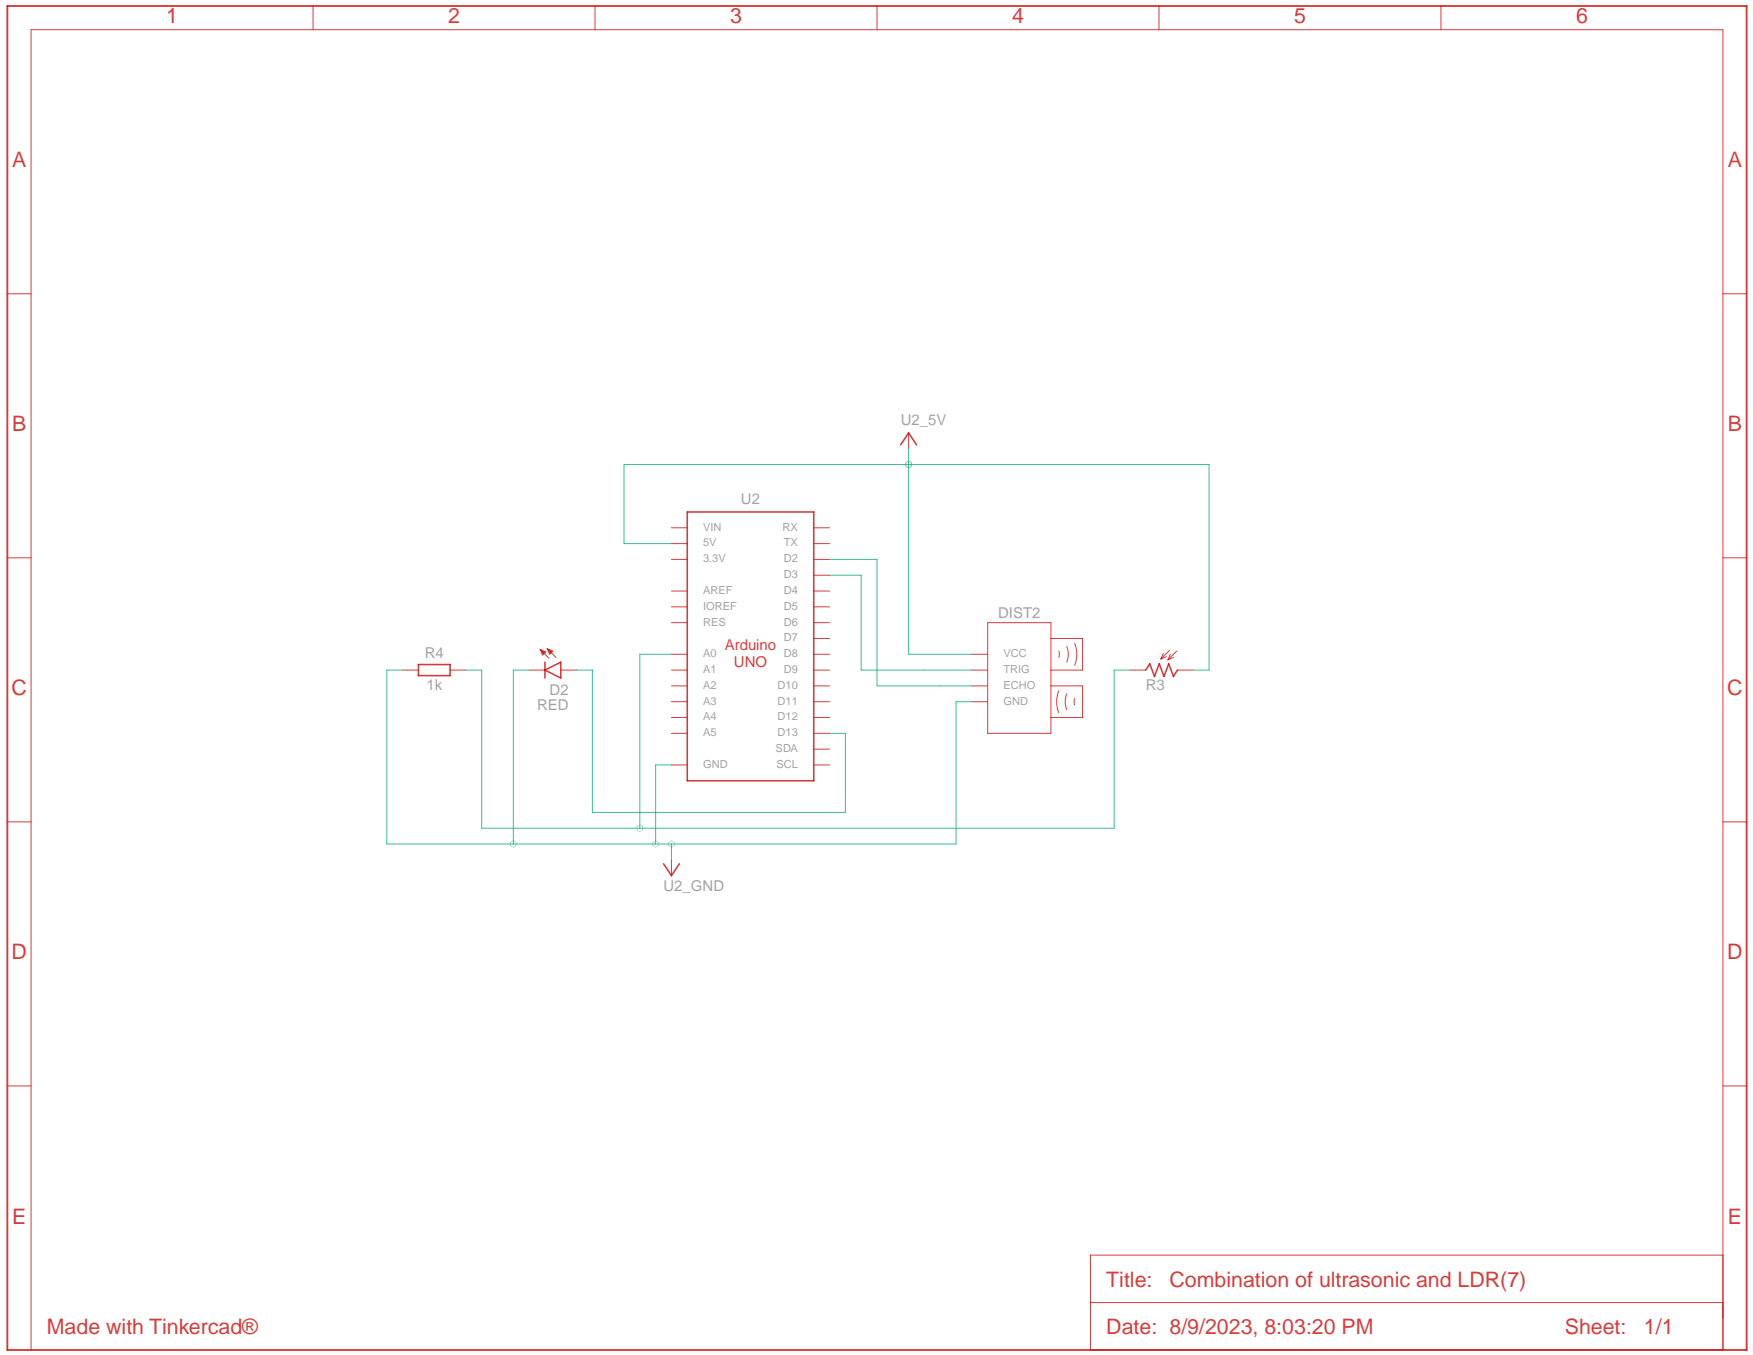 1 2 3 4 5 6
A A
B B
C C
D D
E E
U2_5V
U2
VIN RX
5V TX
3.3V D2
D3
AREF D4
IOREF D5
RES D6
D7
Arduino
UNO
A0 D8
A1 D9
A2 D10
A3 D11
A4 D12
A5 D13
SDA
GND SCL
R4
1k
D2
RED
DIST2
VCC
TRIG
ECHO
GND
R3
U2_GND
Title: Combination of ultrasonic and LDR(7)
Date: 8/9/2023, 8:03:20 PM Sheet: 1/1
Made with Tinkercad®